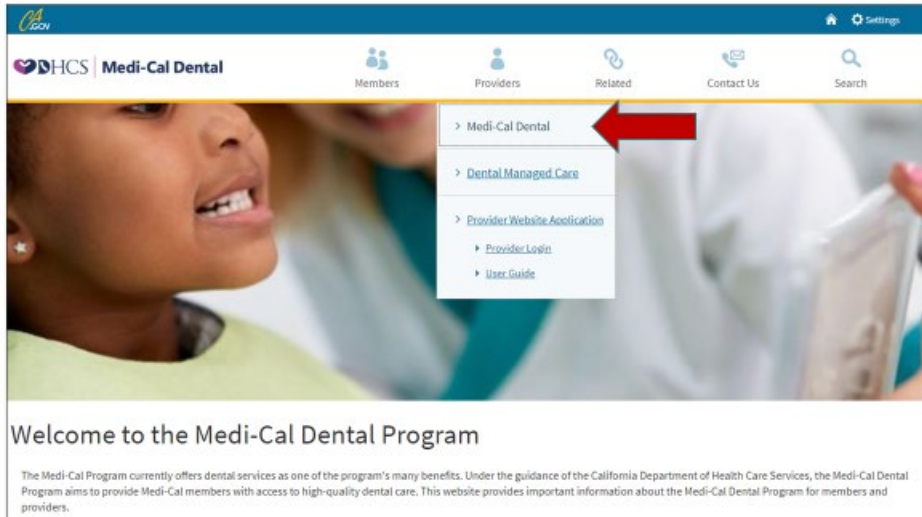 CA.GOV
Settings
DHCS | Medi-Cal Dental
Members
Providers
Related
Contact Us
Search
> Medi-Cal Dental
> Dental Managed Care
> Provider Website Application
Provider Login
User Guide
Welcome to the Medi-Cal Dental Program
The Medi-Cal Program currently offers dental services as one of the program's many benefits. Under the guidance of the California Department of Health Care Services, the Medi-Cal Dental
Program aims to provide Medi-Cal members with access to high-quality dental care. This website provides important information about the Medi-Cal Dental Program for members and
providers.